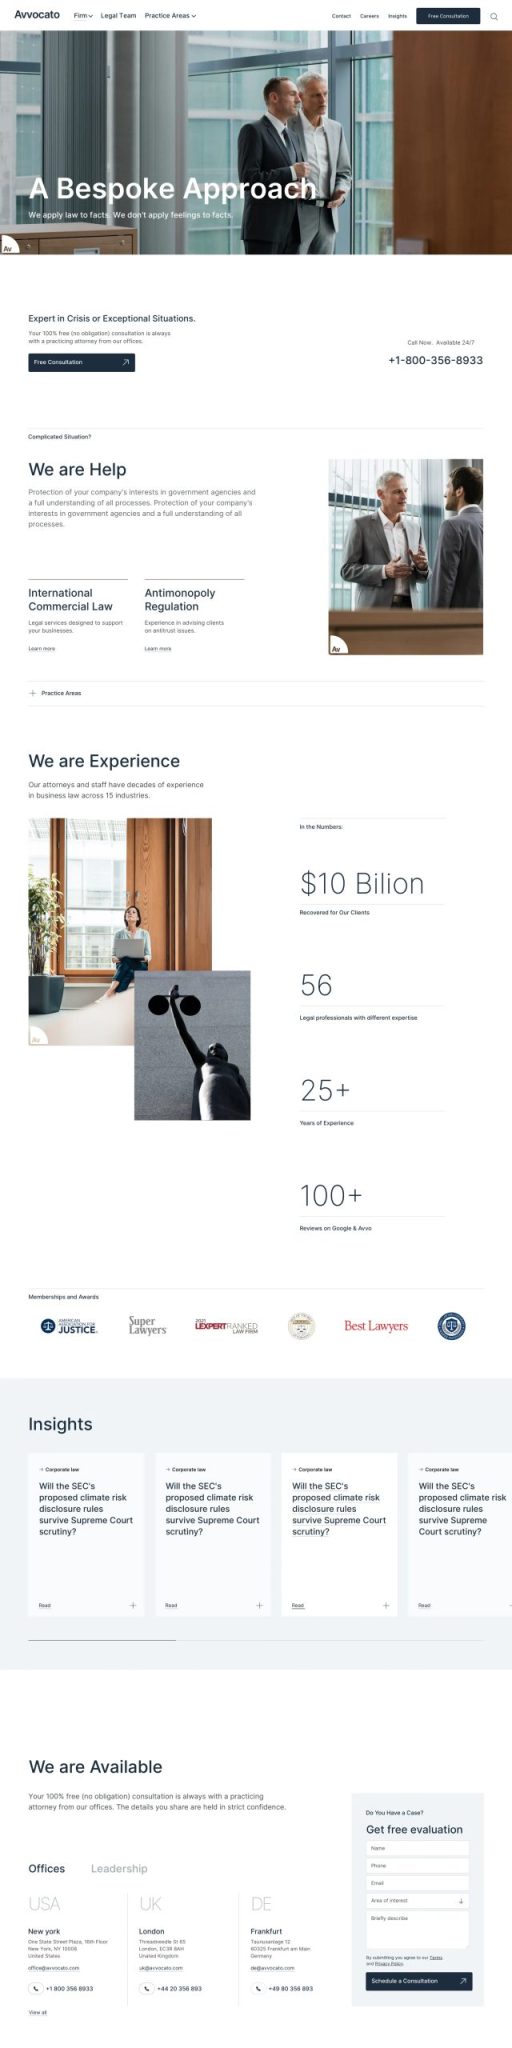 Avvocato
Firm
Legal Team
Practice Areas
Contact
Careers
Insights
Free Consultation
A Bespoke Approach
We apply law to facts. We don't apply feelings to facts.
Av
Expert in Crisis or Exceptional Situations.
Your 100% free (no obligation) consultation is always
with a practicing attorney from our offices.
Free Consultation
Call Now. Available 24/7
+1-800-356-8933
Complicated Situation?
We are Help
Protection of your company's interests in government agencies and
a full understanding of all processes. Protection of your company's
interests in government agencies and a full understanding of all
processes.
International
Commercial Law
Legal services designed to support
your businesses.
Learn more
Antimonopoly
Regulation
Experience in advising clients
on antitrust issues.
Learn more
Av
Practice Areas
We are Experience
Our attorneys and staff have decades of experience
in business law across 15 industries.
Av
In the Numbers:
$10 Bilion
Recovered for Our Clients
56
Legal professionals with different expertise
25+
Years of Experience
100+
Reviews on Google & Avvo
Memberships and Awards
AMERICAN
ASSOCIATION FOR
JUSTICE.
Super
Lawyers
2021
LEXPERTRANKED
LAW FIRM
Best Lawyers
Insights
Corporate law
Will the SEC's
proposed climate risk
disclosure rules
survive Supreme Court
scrutiny?
Read
Corporate law
Will the SEC's
proposed climate risk
disclosure rules
survive Supreme Court
scrutiny?
Read
Corporate law
Will the SEC's
proposed climate risk
disclosure rules
survive Supreme Court
scrutiny?
Read
Corporate law
Will the SEC's
proposed climate risk
disclosure rules
survive Supreme
Court scrutiny?
Read
We are Available
Your 100% free (no obligation) consultation is always with a practicing
attorney from our offices. The details you share are held in strict confidence.
Offices
Leadership
USA
New york
One State Street Plaza, 16th Floor
New York, NY 10006
United States
office@avvocato.com
+1 800 356 8933
UK
London
Threadneedle St 65
London, EC3R 8AH
United Kingdom
uk@avvocato.com
+44 20 356 893
DE
Frankfurt
Taunusanlage 12
60325 Frankfurt am Main
Germany
de@avvocato.com
+49 80 356 893
View all
Do You Have a Case?
Get free evaluation
Name
Phone
Email
Area of interest
Briefly describe
By submitting you agree to our Terms
and Privacy Policy.
Schedule a Consultation